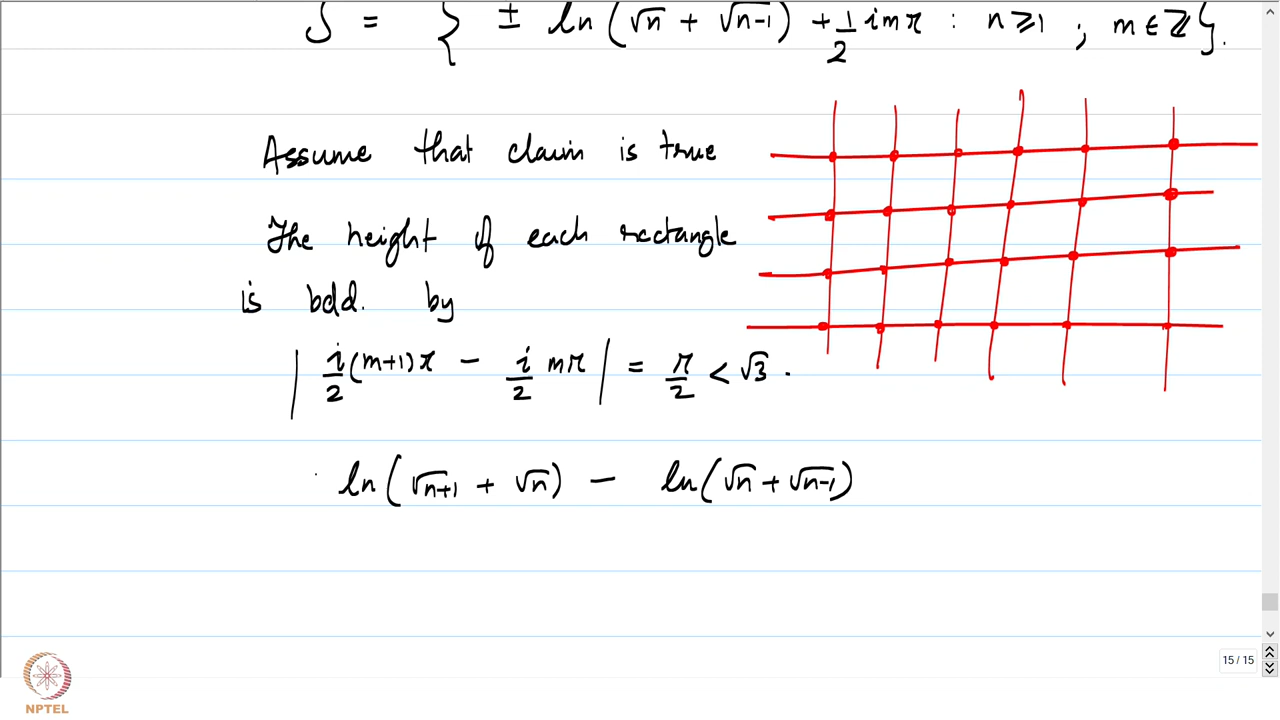 S = { ± ln(√n + √n-1) + 1/2 imπ : n ≥ 1 ; m ∈ ℤ}.
Assume that claim is true
The height of each rectangle
is bdd. by
| i/2 (m+1)π - i/2 mπ | = π/2 < √3 .
ln(√n+1 + √n) - ln(√n + √n-1)
15 / 15
NPTEL